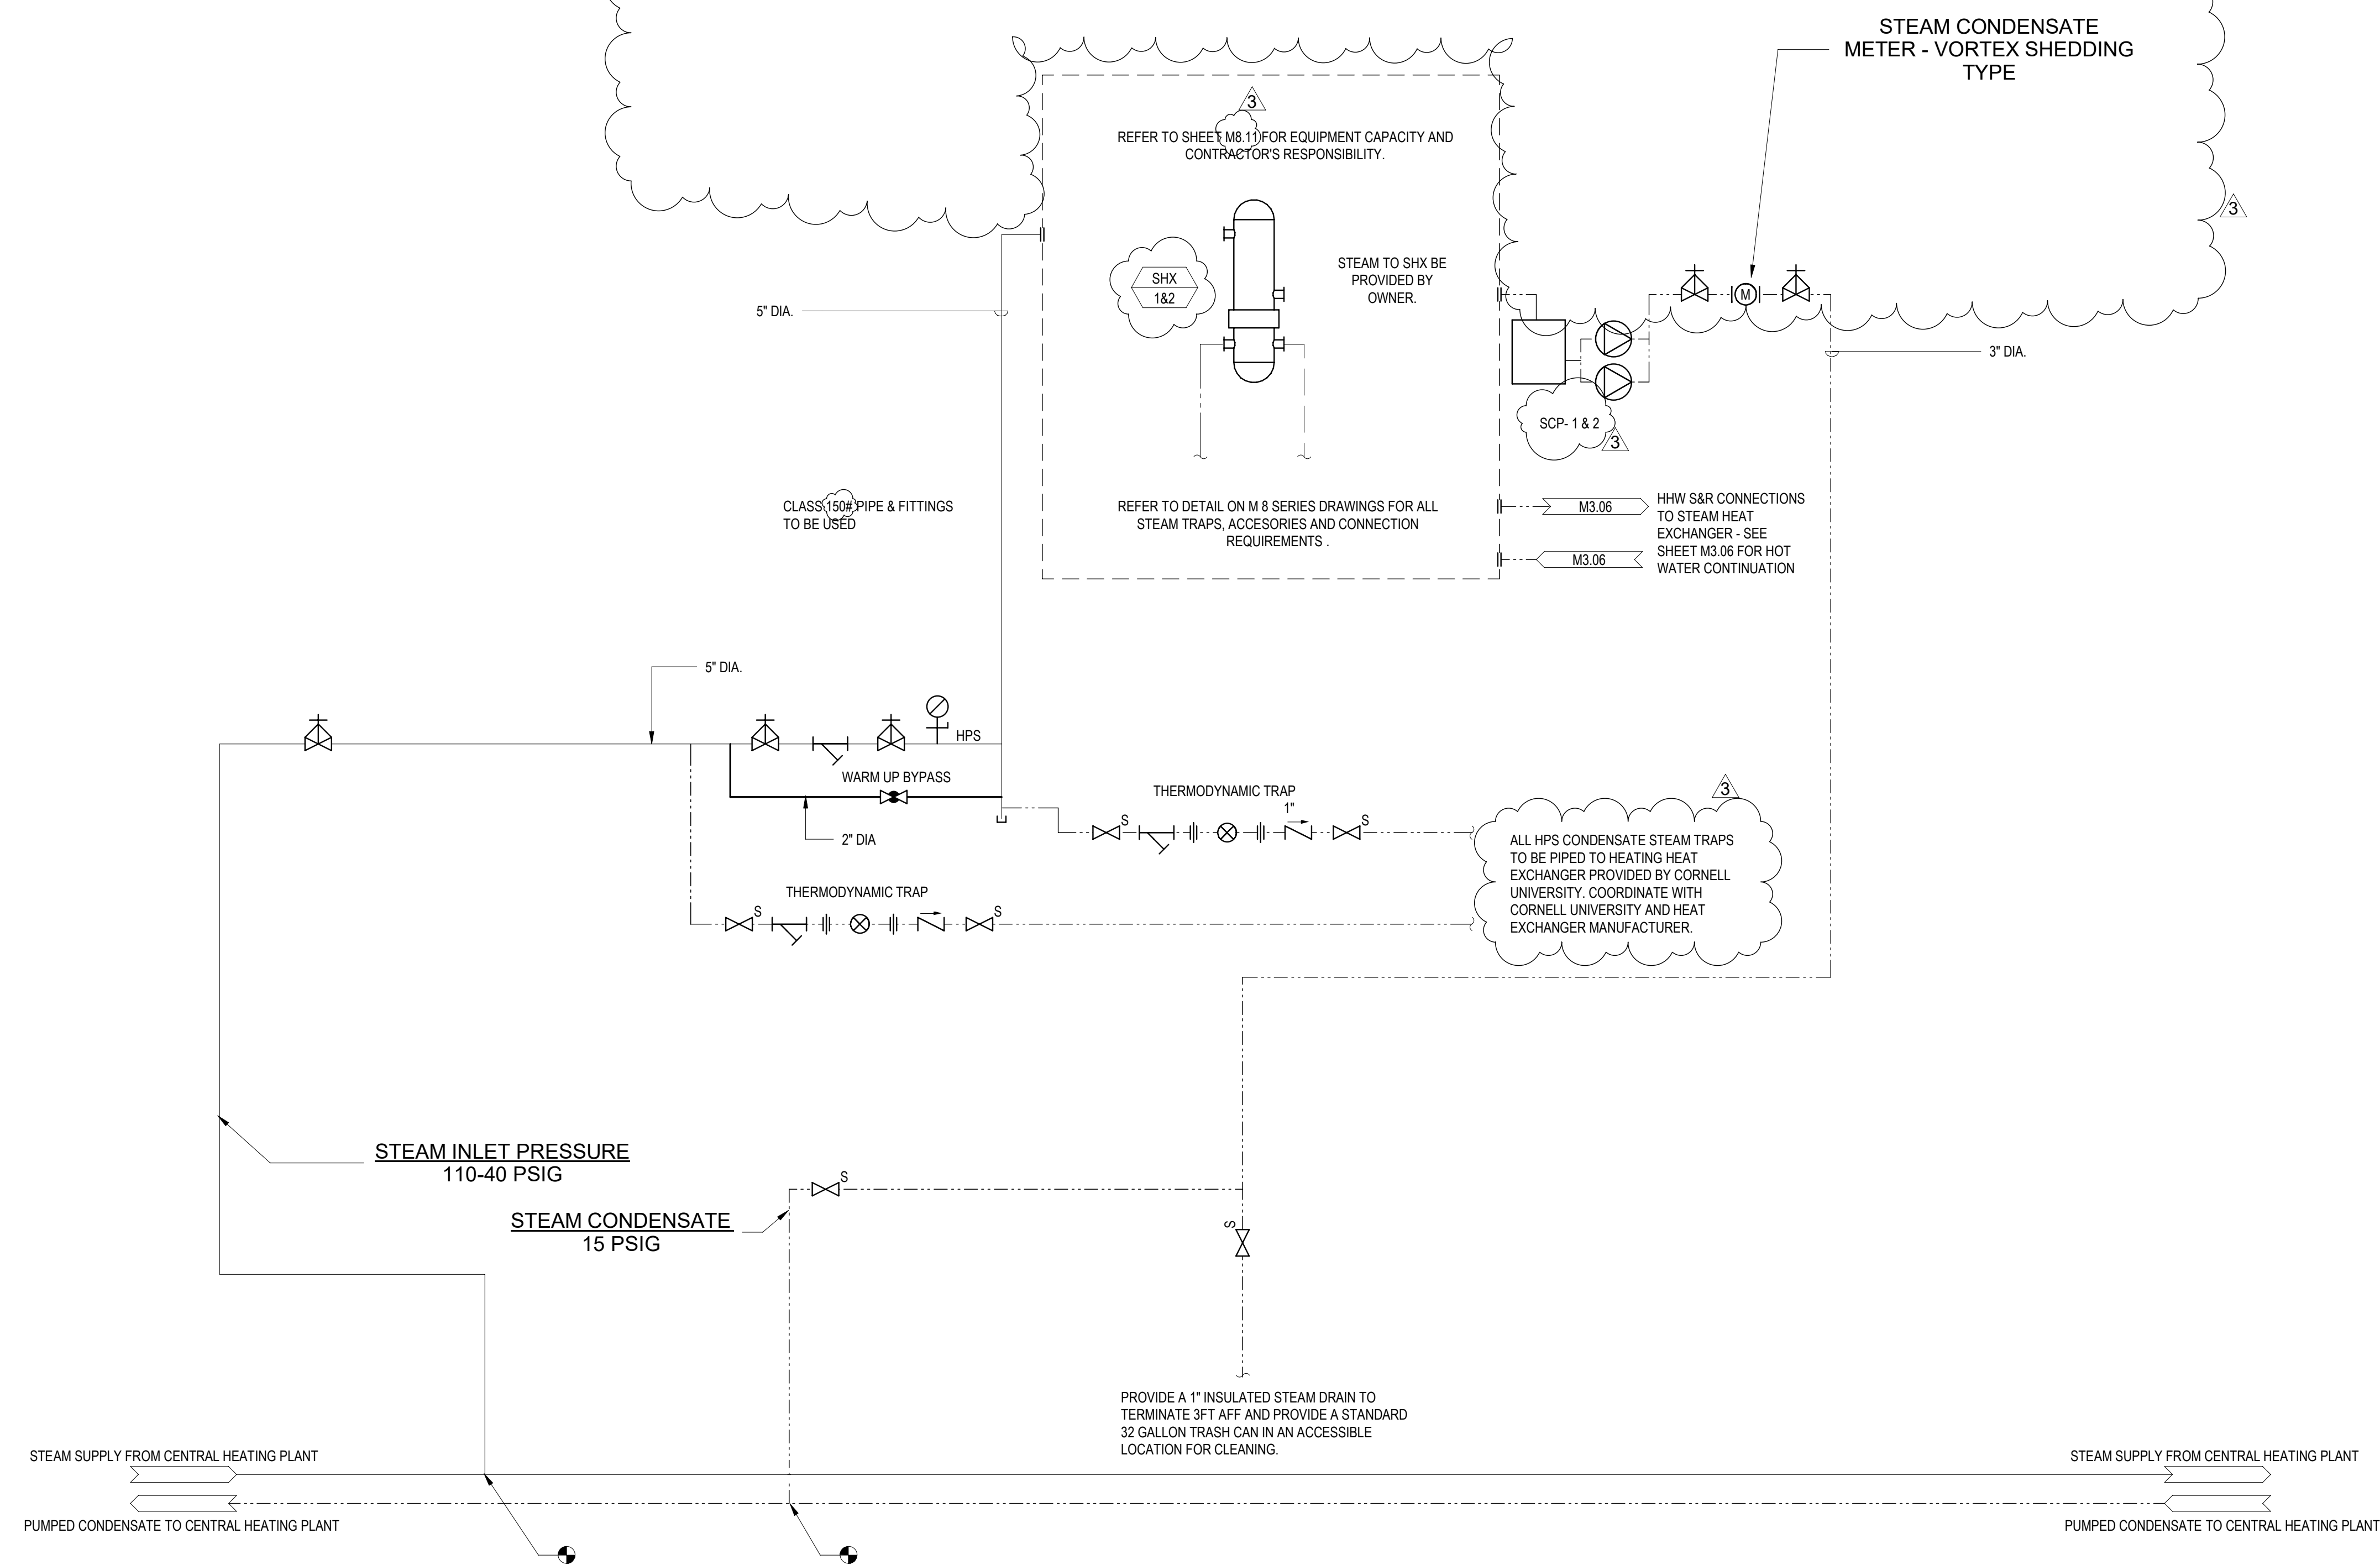 STEAM CONDENSATE
METER - VORTEX SHEDDING
TYPE
3
REFER TO SHEET M8.11 FOR EQUIPMENT CAPACITY AND
CONTRACTOR'S RESPONSIBILITY.
3
SHX
1&2
STEAM TO SHX BE
PROVIDED BY
OWNER.
M
5" DIA.
3" DIA.
SCP- 1 & 2
3
CLASS 150# PIPE & FITTINGS
TO BE USED
REFER TO DETAIL ON M 8 SERIES DRAWINGS FOR ALL
STEAM TRAPS, ACCESORIES AND CONNECTION
REQUIREMENTS .
M3.06
M3.06
HHW S&R CONNECTIONS
TO STEAM HEAT
EXCHANGER - SEE
SHEET M3.06 FOR HOT
WATER CONTINUATION
5" DIA.
HPS
WARM UP BYPASS
2" DIA
THERMODYNAMIC TRAP
1"
S
S
3
ALL HPS CONDENSATE STEAM TRAPS
TO BE PIPED TO HEATING HEAT
EXCHANGER PROVIDED BY CORNELL
UNIVERSITY. COORDINATE WITH
CORNELL UNIVERSITY AND HEAT
EXCHANGER MANUFACTURER.
THERMODYNAMIC TRAP
S
S
STEAM INLET PRESSURE
110-40 PSIG
S
STEAM CONDENSATE
15 PSIG
S
PROVIDE A 1" INSULATED STEAM DRAIN TO
TERMINATE 3FT AFF AND PROVIDE A STANDARD
32 GALLON TRASH CAN IN AN ACCESSIBLE
LOCATION FOR CLEANING.
STEAM SUPPLY FROM CENTRAL HEATING PLANT
STEAM SUPPLY FROM CENTRAL HEATING PLANT
PUMPED CONDENSATE TO CENTRAL HEATING PLANT
PUMPED CONDENSATE TO CENTRAL HEATING PLANT